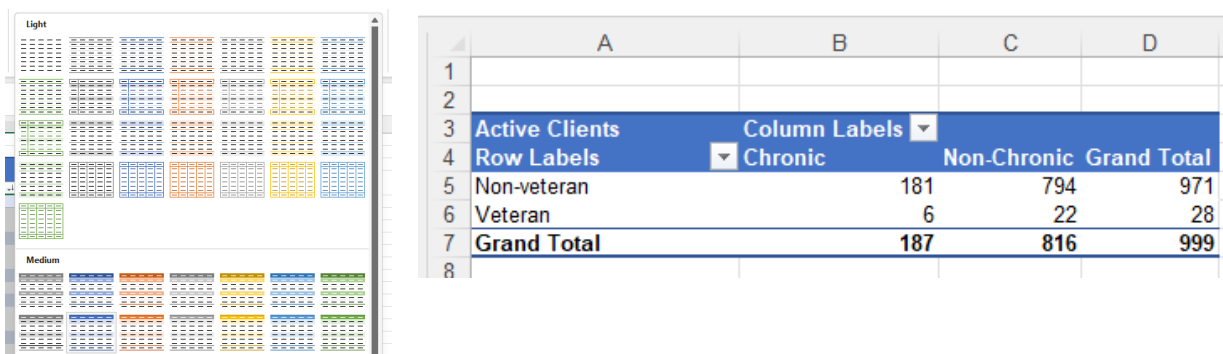 Light
Medium
A B C D
1
2
3 Active Clients Column Labels
4 Row Labels Chronic Non-Chronic Grand Total
5 Non-veteran 181 794 971
6 Veteran 6 22 28
7 Grand Total 187 816 999
8